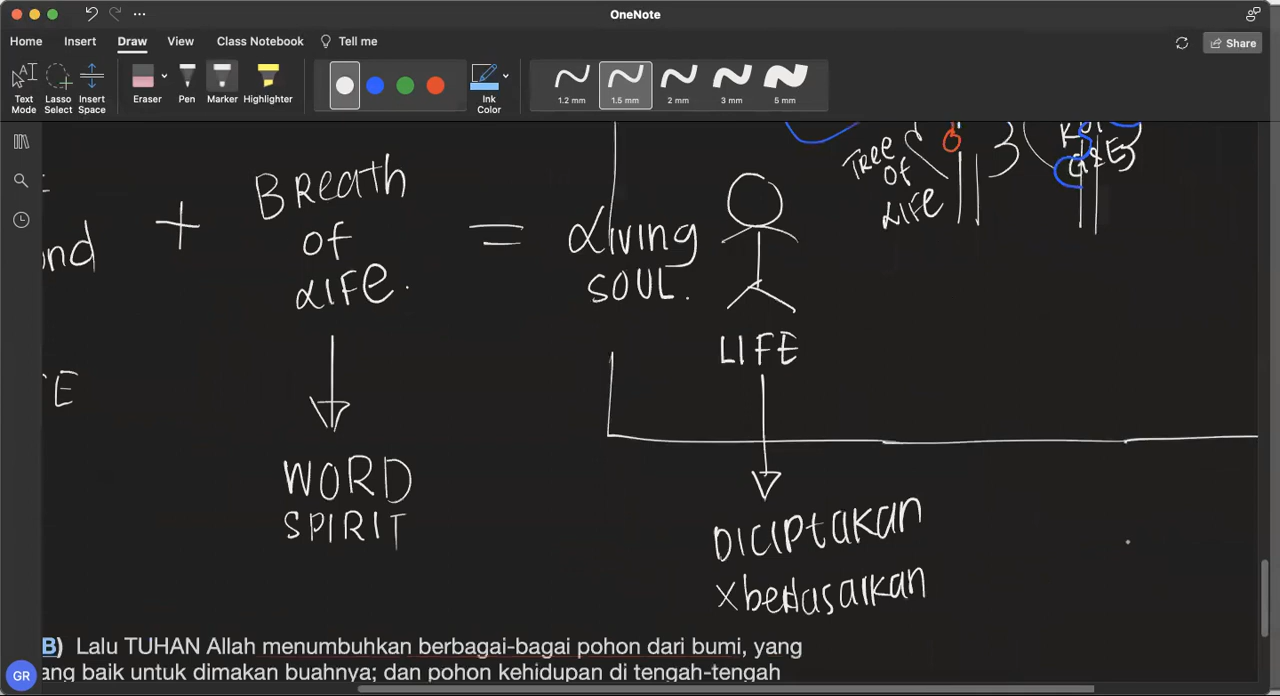 OneNote
Home Insert Draw View Class Notebook Tell me
Share
Text Mode
Lasso Select
Insert Space
Eraser
Pen
Marker
Highlighter
Ink Color
1.2 mm
1.5 mm
2 mm
3 mm
5 mm
TREE
OF
LIFE
+ Breath
of
LIFE.
= Living
SOUL.
LIFE
WORD
SPIRIT
DICIPTAKAN
x berdasarkan
B) Lalu TUHAN Allah menumbuhkan berbagai-bagai pohon dari bumi, yang
ang baik untuk dimakan buahnya; dan pohon kehidupan di tengah-tengah
GR